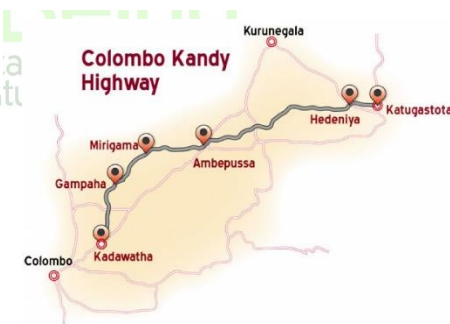 Kurunegala
Colombo Kandy
Highway
Katugastota
Hedeniya
Mirigama
Ambepussa
Gampaha
Kadawatha
Colombo